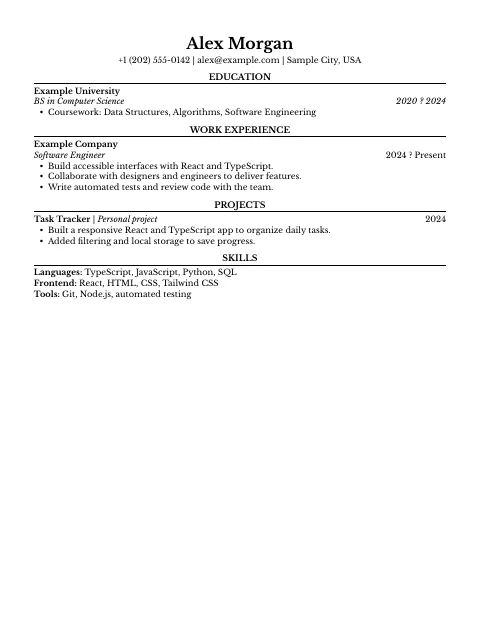 Alex Morgan
+1 (202) 555-0142 | alex@example.com | Sample City, USA
EDUCATION
Example University
BS in Computer Science 2020 ? 2024
• Coursework: Data Structures, Algorithms, Software Engineering
WORK EXPERIENCE
Example Company
Software Engineer 2024 ? Present
• Build accessible interfaces with React and TypeScript.
• Collaborate with designers and engineers to deliver features.
• Write automated tests and review code with the team.
PROJECTS
Task Tracker | Personal project 2024
• Built a responsive React and TypeScript app to organize daily tasks.
• Added filtering and local storage to save progress.
SKILLS
Languages: TypeScript, JavaScript, Python, SQL
Frontend: React, HTML, CSS, Tailwind CSS
Tools: Git, Node.js, automated testing